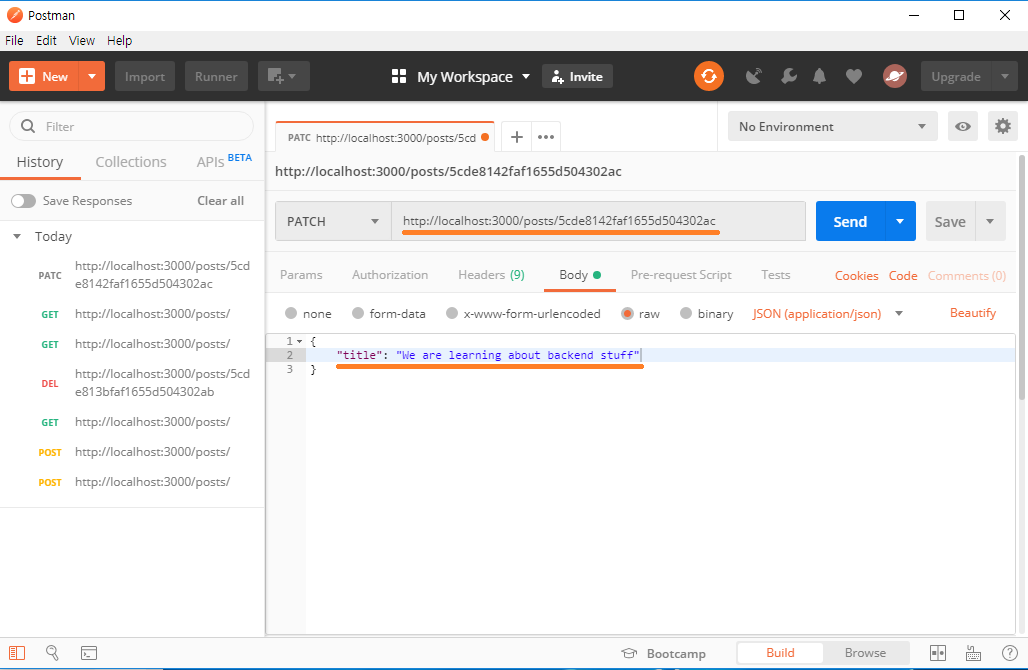 Postman
File Edit View Help
New Import Runner My Workspace Invite Upgrade
Filter
History Collections APIs BETA
Save Responses Clear all
Today
PATC http://localhost:3000/posts/5cd
e8142faf1655d504302ac
GET http://localhost:3000/posts/
GET http://localhost:3000/posts/
DEL http://localhost:3000/posts/5cd
e813bfaf1655d504302ab
GET http://localhost:3000/posts/
POST http://localhost:3000/posts/
POST http://localhost:3000/posts/
PATC http://localhost:3000/posts/5cd
No Environment
http://localhost:3000/posts/5cde8142faf1655d504302ac
PATCH http://localhost:3000/posts/5cde8142faf1655d504302ac Send Save
Params Authorization Headers (9) Body Pre-request Script Tests Cookies Code Comments (0)
none form-data x-www-form-urlencoded raw binary JSON (application/json) Beautify
1 {
2 "title": "We are learning about backend stuff"
3 }
Bootcamp Build Browse